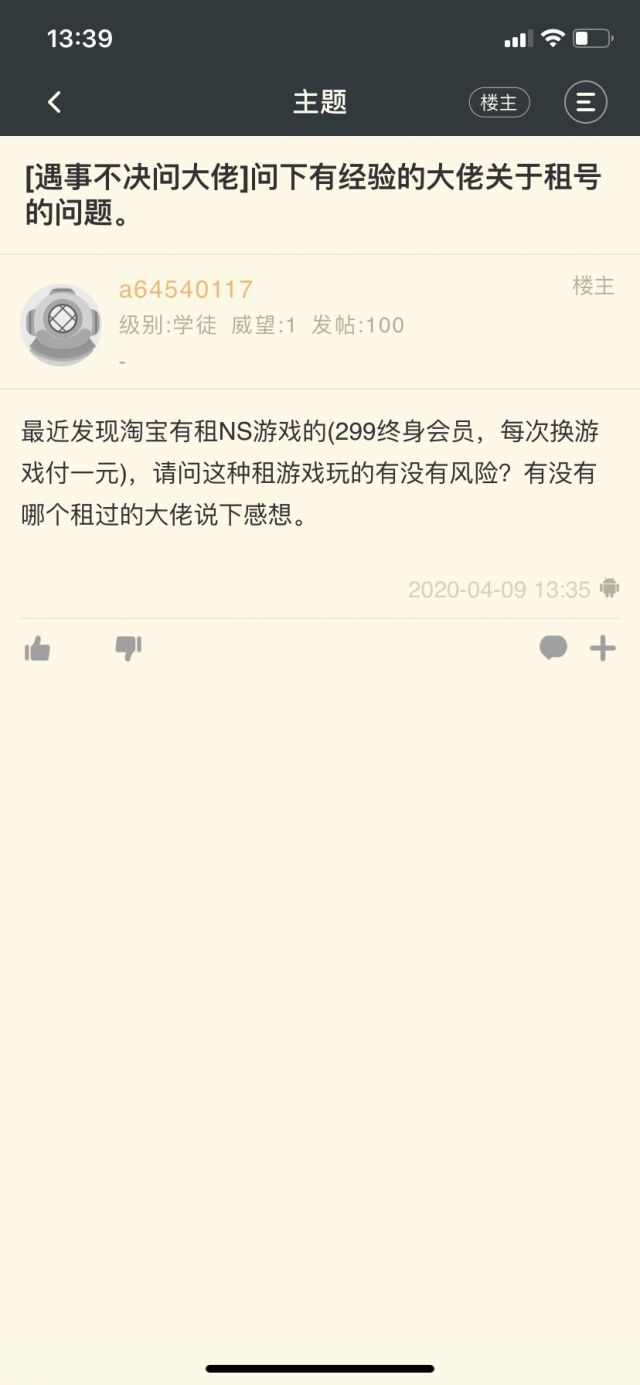 13:39
主题
楼主
[遇事不决问大佬]问下有经验的大佬关于租号
的问题。
a64540117
楼主
级别:学徒 威望:1 发帖:100
-
最近发现淘宝有租NS游戏的(299终身会员，每次换游
戏付一元)，请问这种租游戏玩的有没有风险？有没有
哪个租过的大佬说下感想。
2020-04-09 13:35